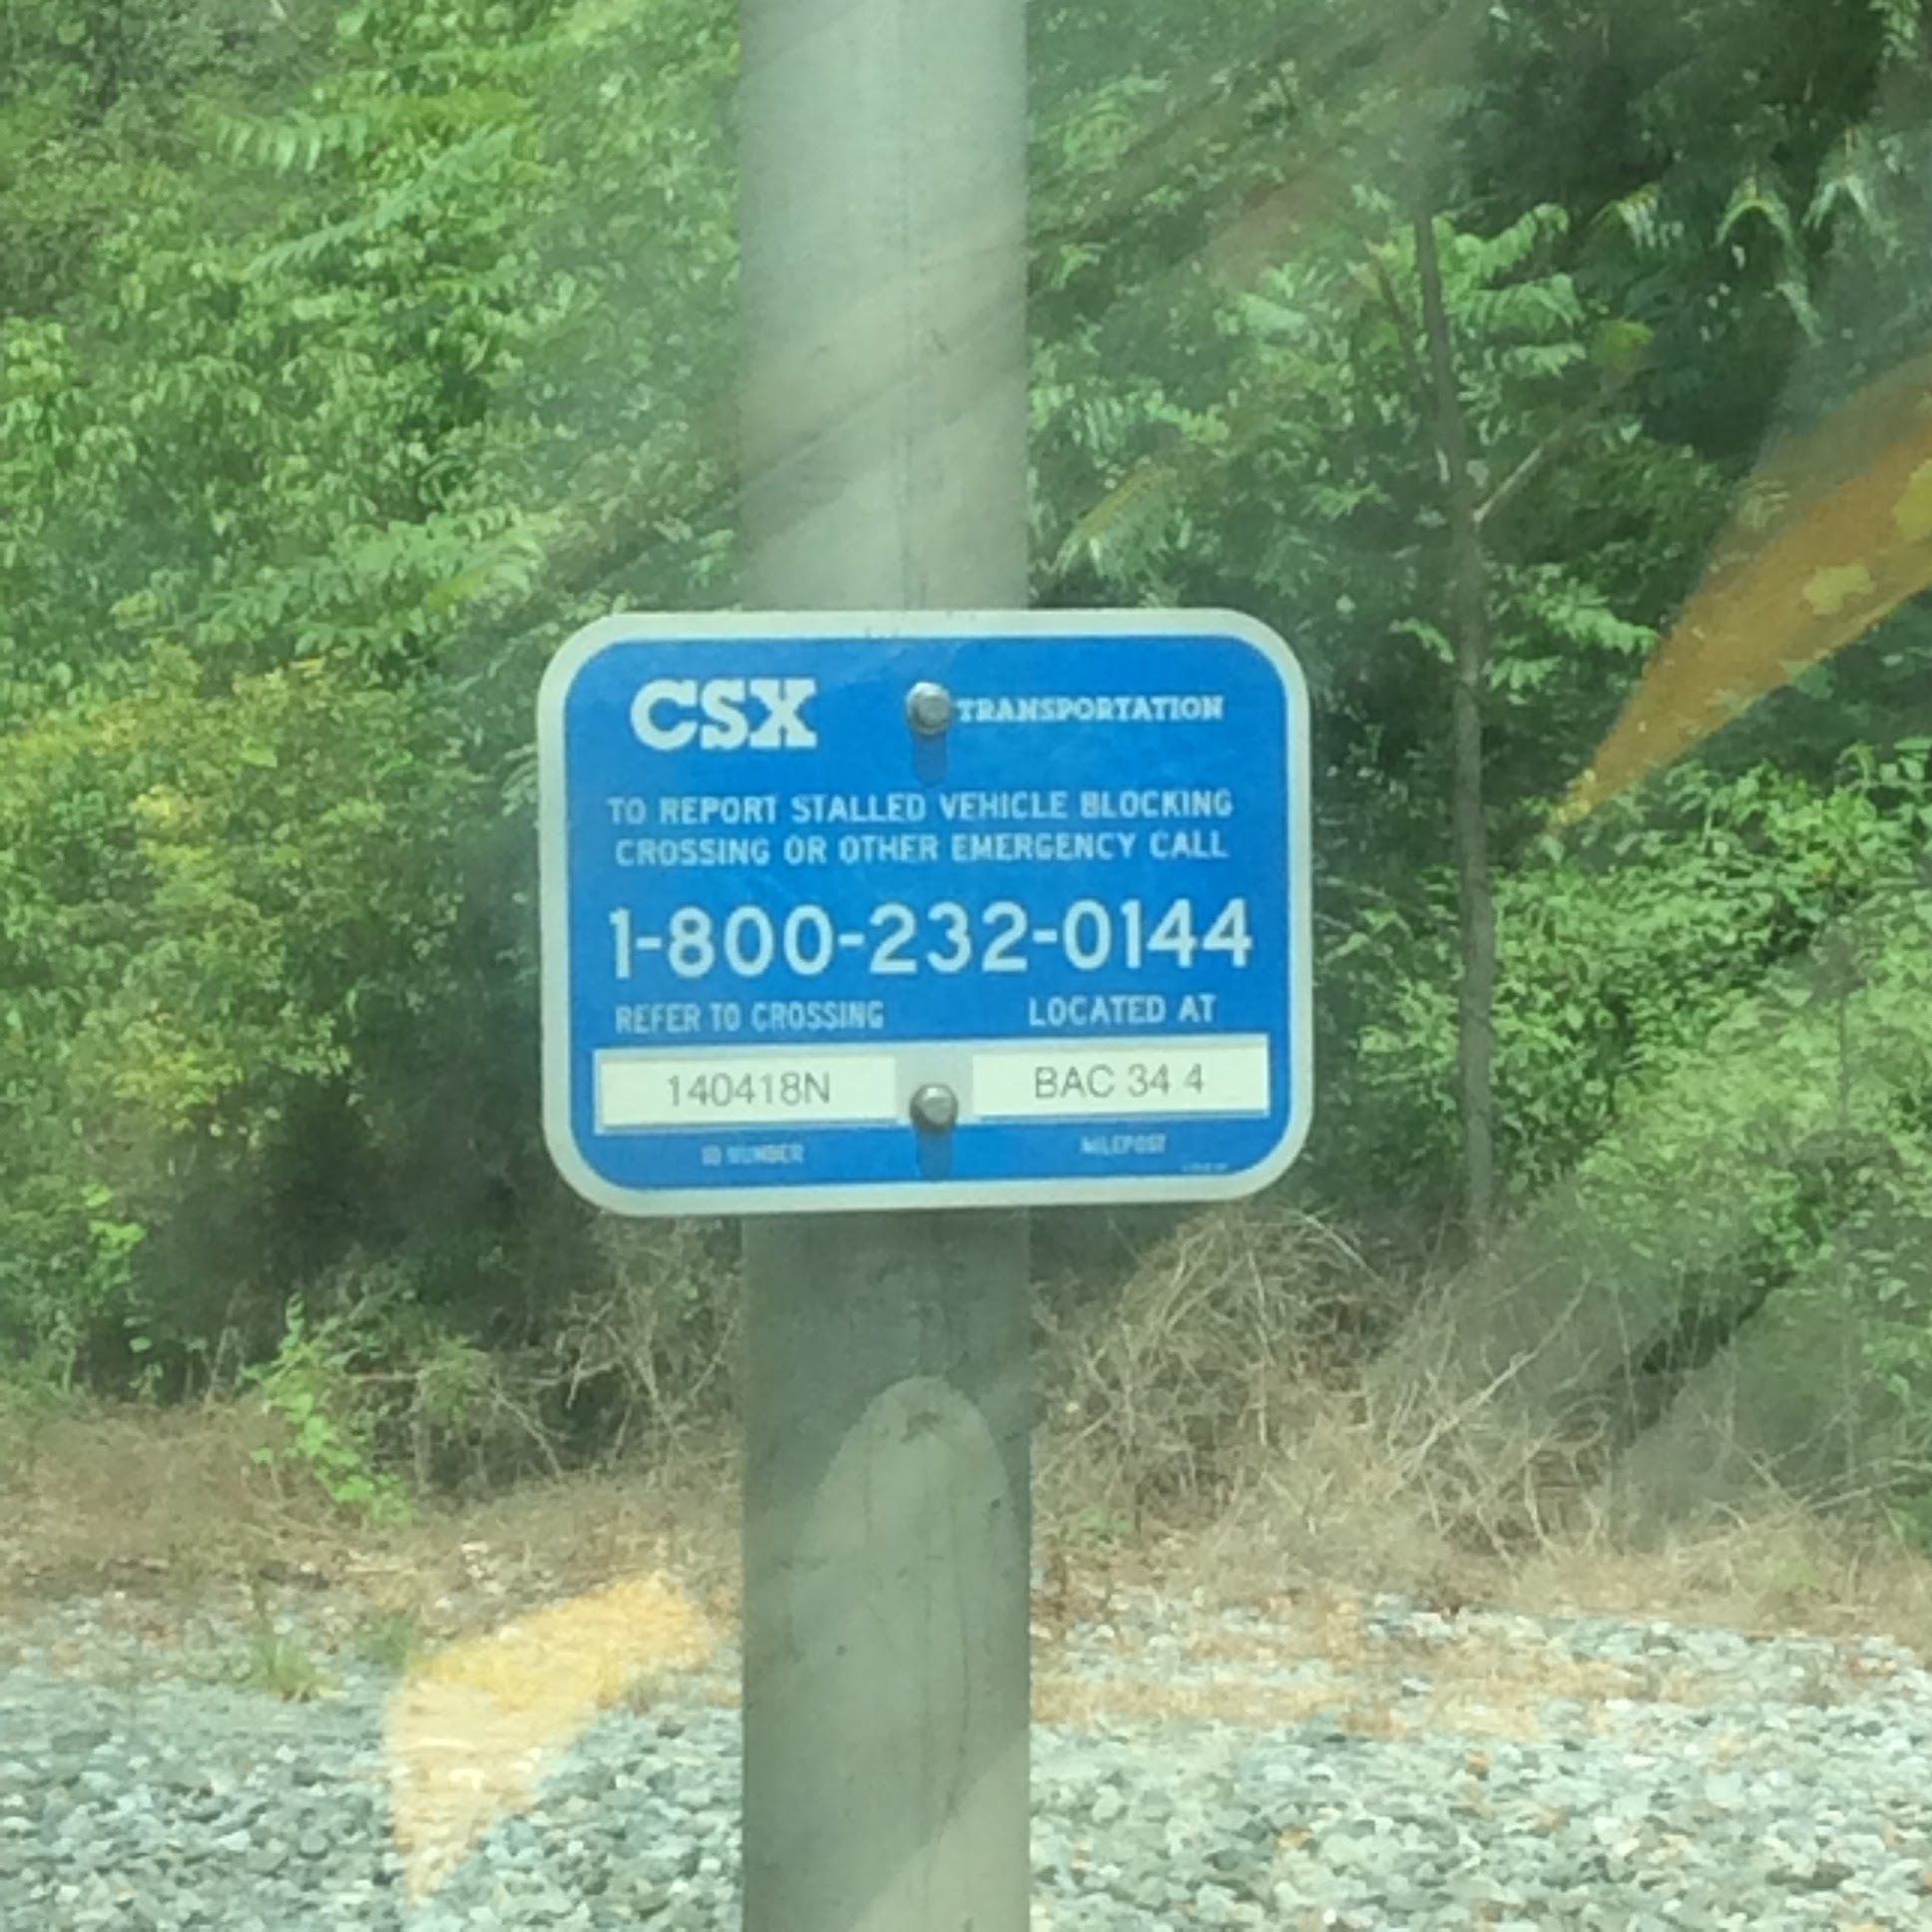 CSX TRANSPORTATION
TO REPORT STALLED VEHICLE BLOCKING
CROSSING OR OTHER EMERGENCY CALL
1-800-232-0144
REFER TO CROSSING LOCATED AT
140418N BAC 34 4
ID NUMBER MILEPOST